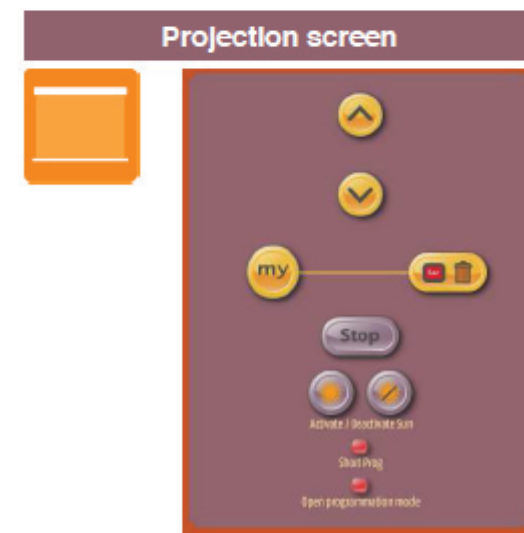 Projection screen
my
Stop
Activate / Deactivate Sun
Short Prog
Open programmation mode